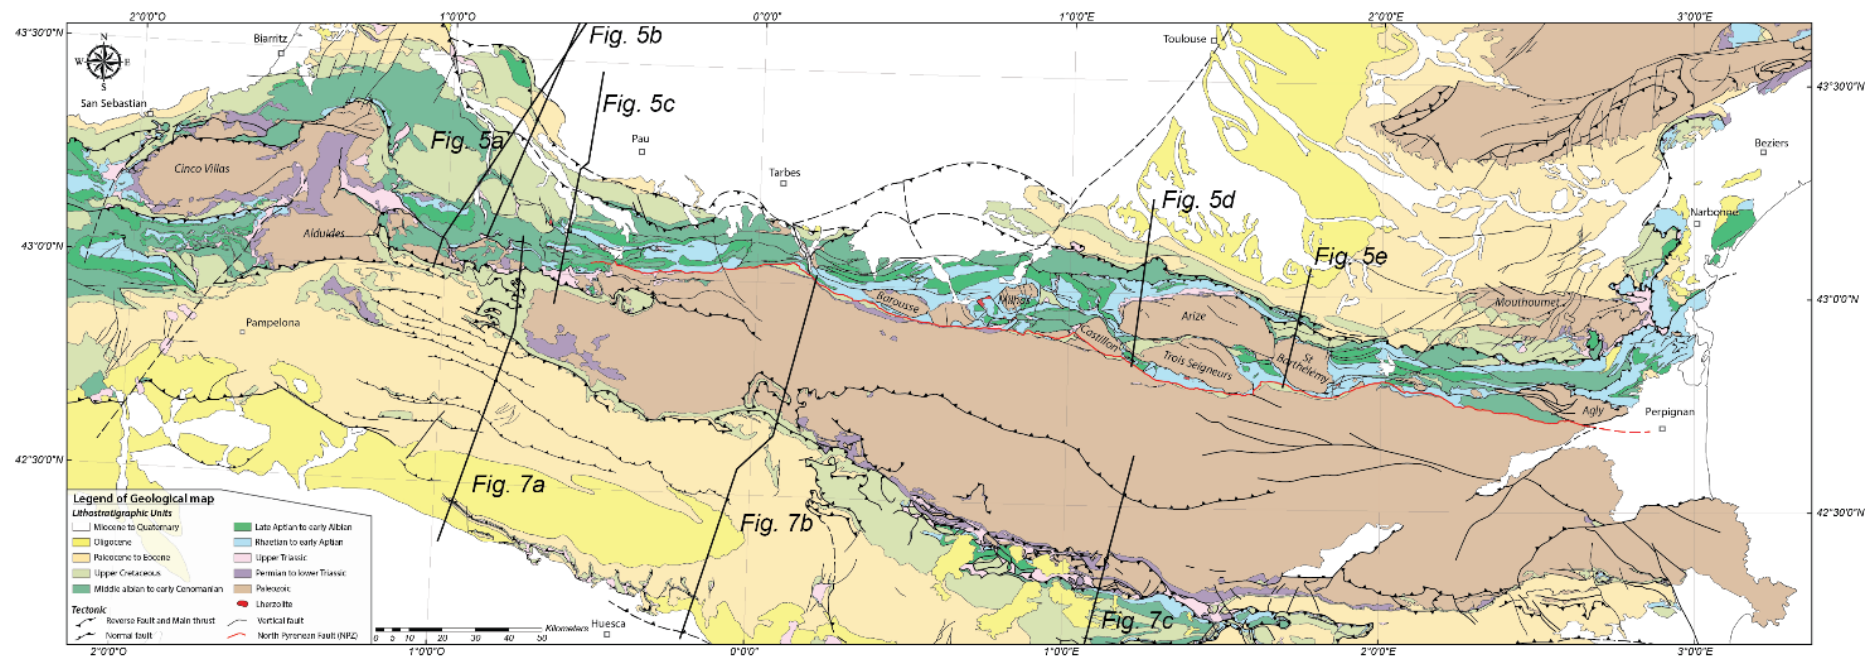 2°0'0"E 1°0'0"E 0'0'0" 1°0'0"E 2°0'0"E 3°0'0"E
43°30'0"N
N
W E
S
Biarritz
San Sebastian
Fig. 5b
Fig. 5c
Fig. 5a
Pau
Tarbes
Toulouse
43°30'0"N
Beziers
Narbonne
Cinco Villas
Alduides
Fig. 5d
Fig. 5e
43°0'0"N
43°0'0"N
Barousse
Milhas
Arize
Mouthoumet
Castillon
Trois Seigneurs
St
Barthélemy
Agly
Perpignan
Pampelona
42°30'0"N
42°30'0"N
Fig. 7a
Fig. 7b
Fig. 7c
Huesca
Legend of Geological map
Lithostratigraphic Units
Miocene to Quaternary
Oligocene
Paleocene to Eocene
Upper Cretaceous
Middle albian to early Cenomanian
Late Aptian to early Albian
Rhaetian to early Aptian
Upper Triassic
Permian to lower Triassic
Paleozoic
Lherzolite
Tectonic
Reverse Fault and Main thrust
Normal fault
Vertical fault
North Pyrenean Fault (NPZ)
0 5 10 20 30 40 50 Kilometers
2°0'0"E 1°0'0"E 0'0'0" 1°0'0"E 2°0'0"E 3°0'0"E